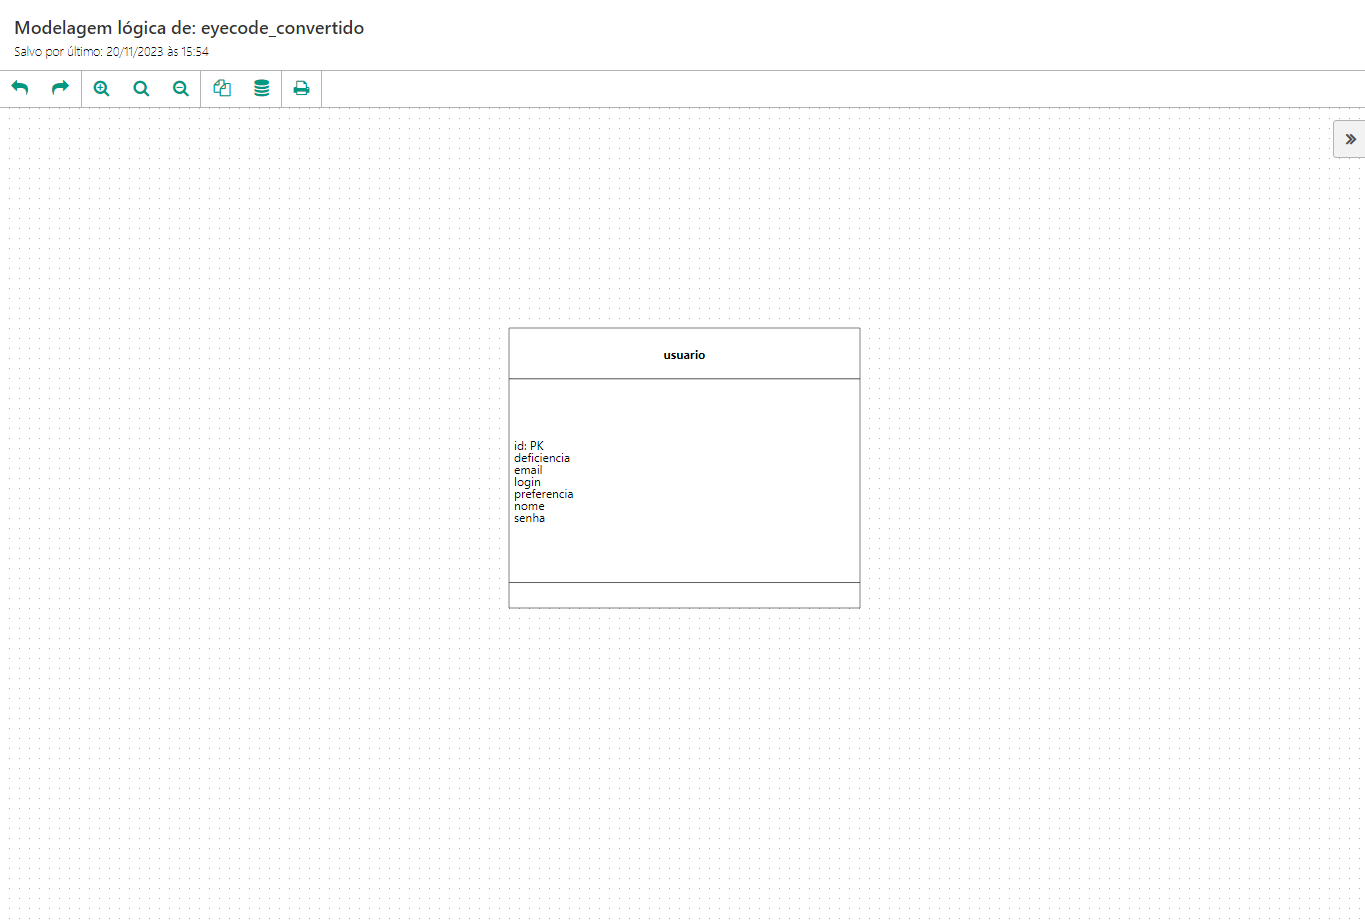 Modelagem lógica de: eyecode_convertido
Salvo por último: 20/11/2023 às 15:54
usuario
id: PK
deficiencia
email
login
preferencia
nome
senha